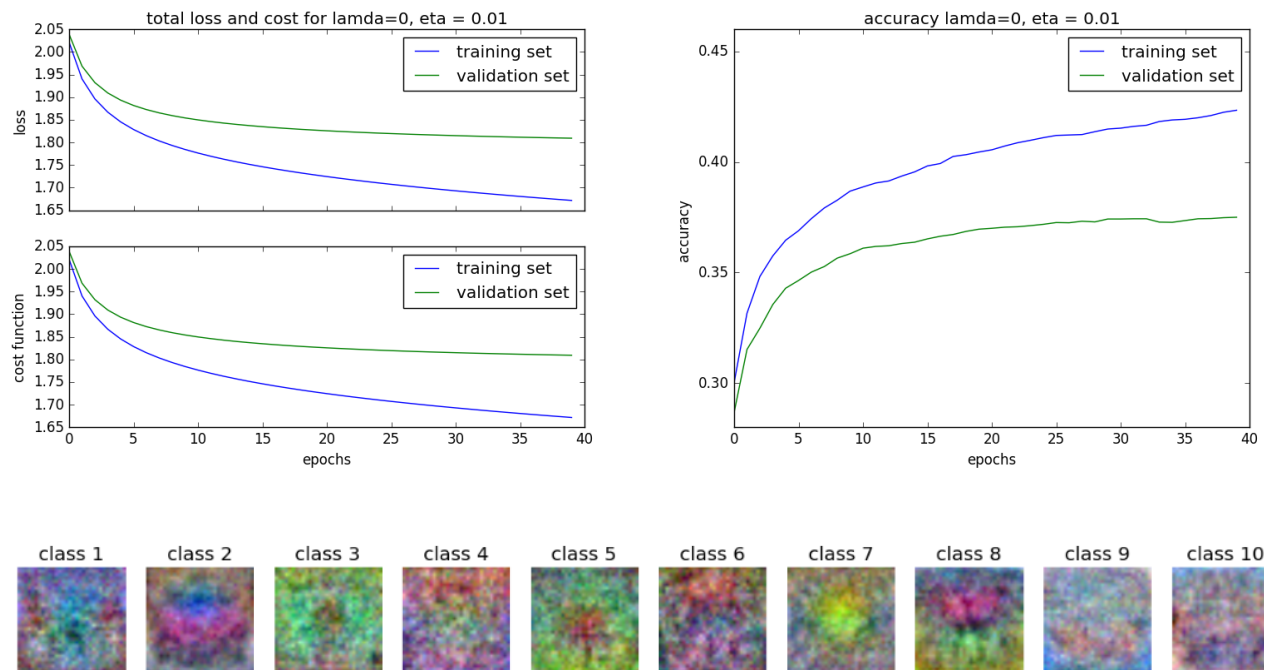 total loss and cost for lamda=0, eta = 0.01
2.05
2.00
1.95
1.90
1.85
1.80
1.75
1.70
1.65
loss
training set
validation set
2.05
2.00
1.95
1.90
1.85
1.80
1.75
1.70
1.65
cost function
training set
validation set
0 5 10 15 20 25 30 35 40
epochs
accuracy lamda=0, eta = 0.01
0.45
0.40
0.35
0.30
accuracy
training set
validation set
0 5 10 15 20 25 30 35 40
epochs
class 1 class 2 class 3 class 4 class 5 class 6 class 7 class 8 class 9 class 10